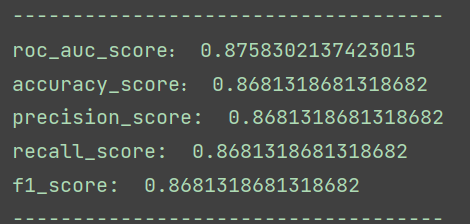 ------------------------------------
roc_auc_score： 0.8758302137423015
accuracy_score： 0.8681318681318682
precision_score:  0.8681318681318682
recall_score:  0.8681318681318682
f1_score:  0.8681318681318682
------------------------------------